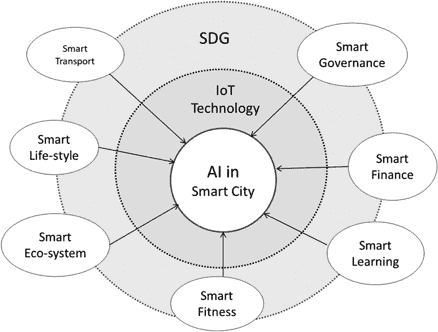 SDG
Smart
Transport
Smart
Governance
IoT
Technology
Smart
Life-style
AI in
Smart City
Smart
Finance
Smart
Eco-system
Smart
Learning
Smart
Fitness